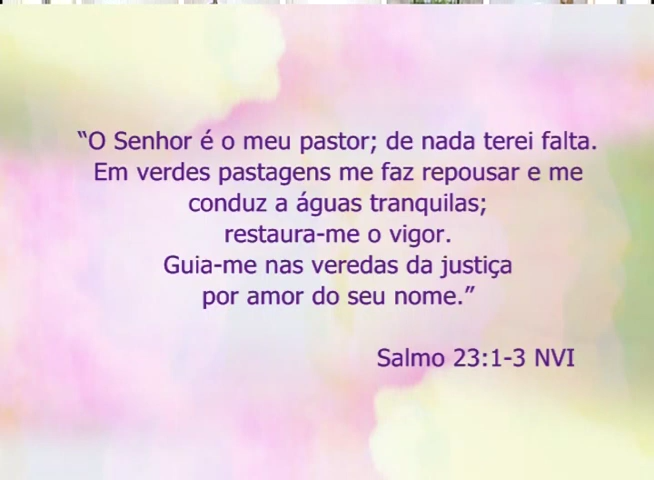 “O Senhor é o meu pastor; de nada terei falta.
Em verdes pastagens me faz repousar e me
conduz a águas tranquilas;
restaura-me o vigor.
Guia-me nas veredas da justiça
por amor do seu nome.”
Salmo 23:1-3 NVI